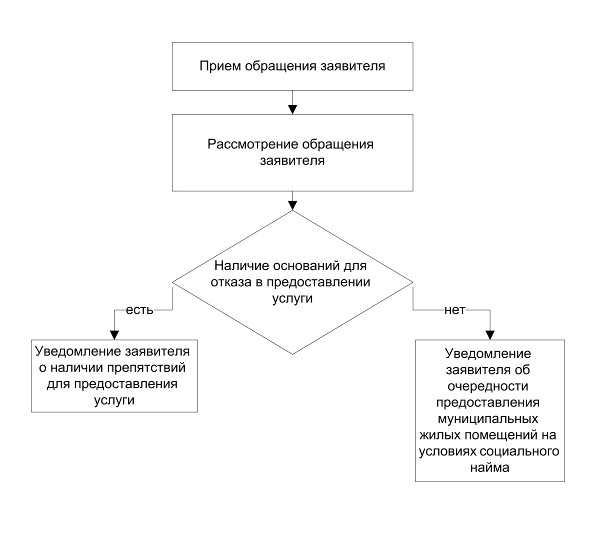 Прием обращения заявителя
Рассмотрение обращения
заявителя
Наличие оснований для
отказа в предоставлении
услуги
есть
нет
Уведомление заявителя
о наличии препятствий
для предоставления
услуги
Уведомление
заявителя об
очередности
предоставления
муниципальных
жилых помещений на
условиях социального
найма